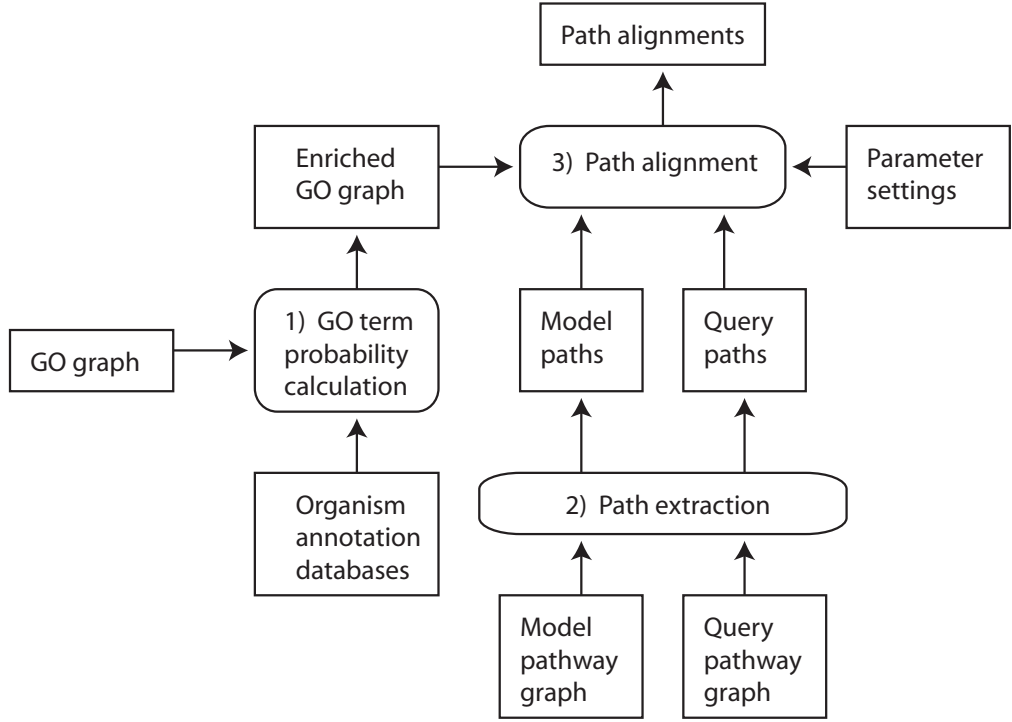 Path alignments
Enriched
GO graph
3) Path alignment
Parameter
settings
GO graph
1) GO term
probability
calculation
Model
paths
Query
paths
Organism
annotation
databases
2) Path extraction
Model
pathway
graph
Query
pathway
graph